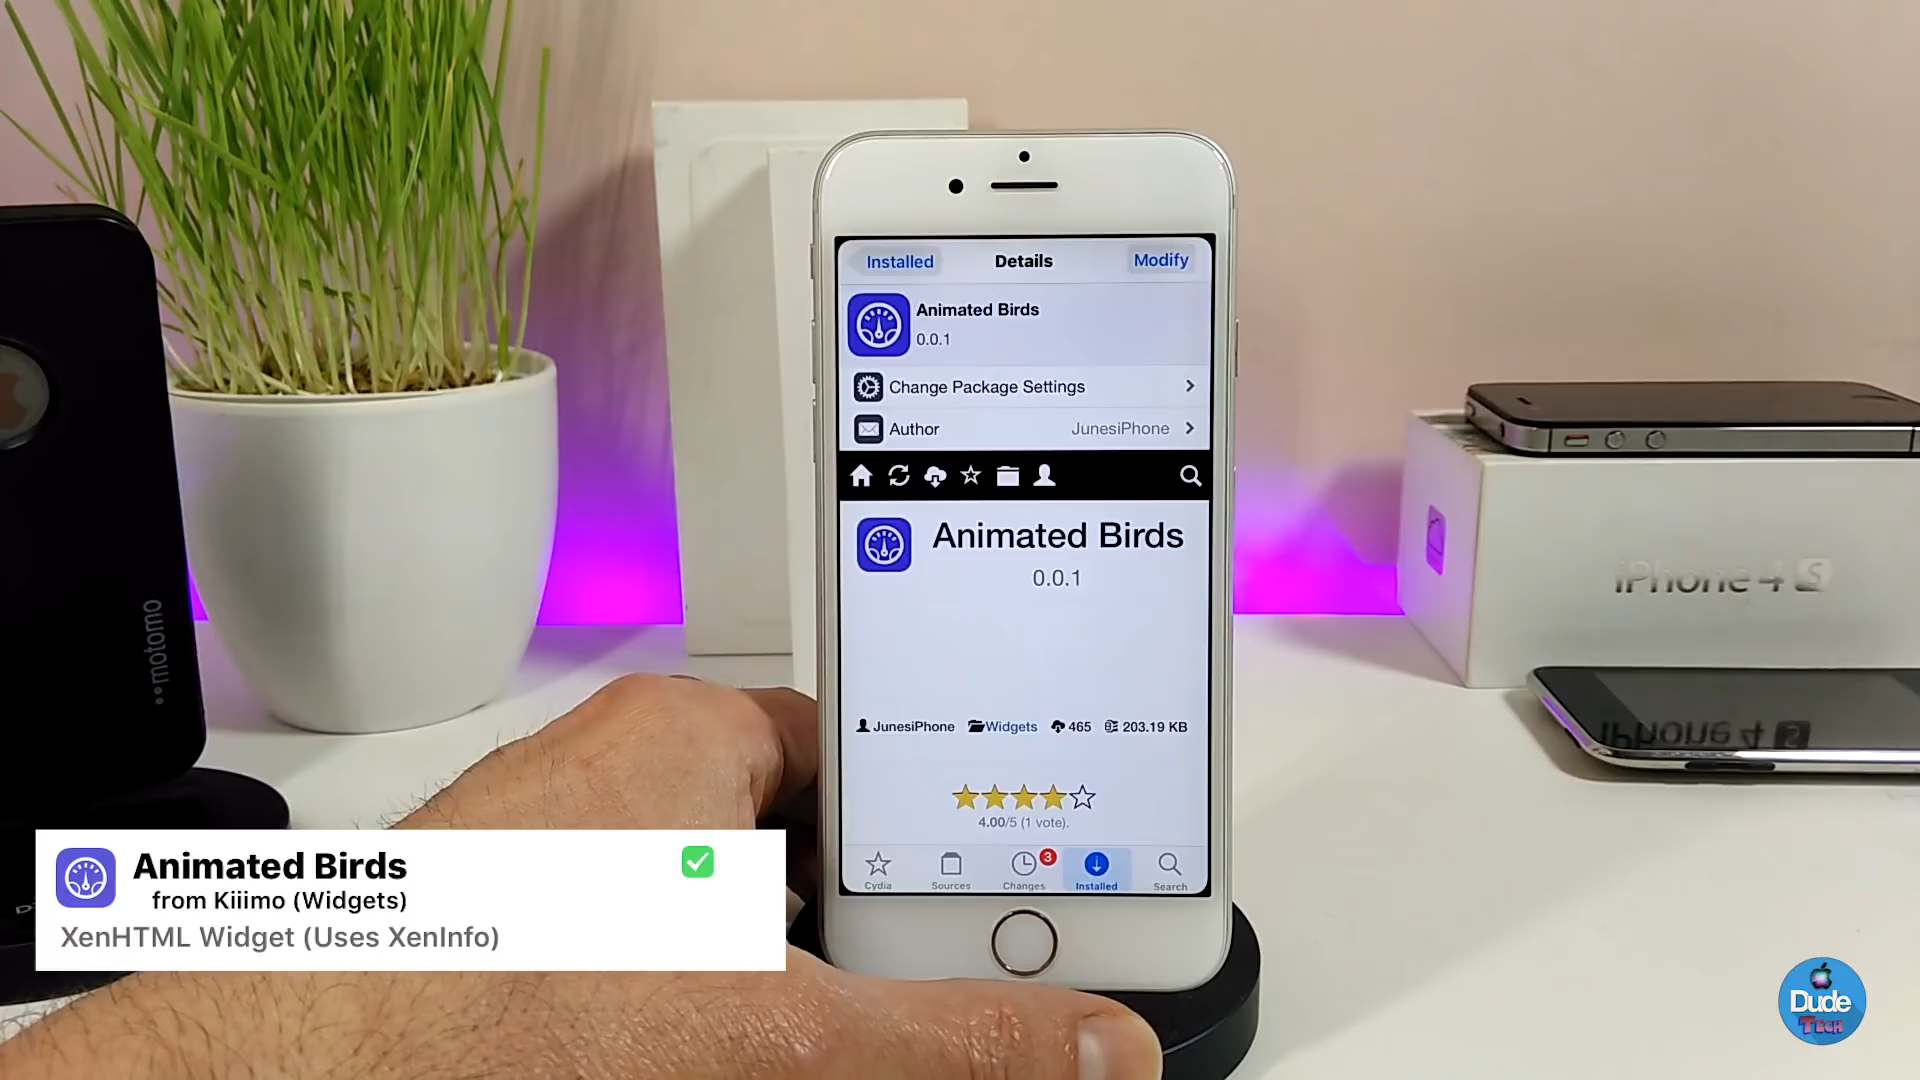 Installed
Details
Modify
Animated Birds
0.0.1
Change Package Settings
Author
JunesiPhone
Animated Birds
0.0.1
JunesiPhone
Widgets
465
203.19 KB
4.00/5 (1 vote).
Cydia
Sources
3
Changes
Installed
Search
motomo
iPhone 4S
iPhone 4S
Animated Birds
from Kiiimo (Widgets)
XenHTML Widget (Uses XenInfo)
Dude
TECH